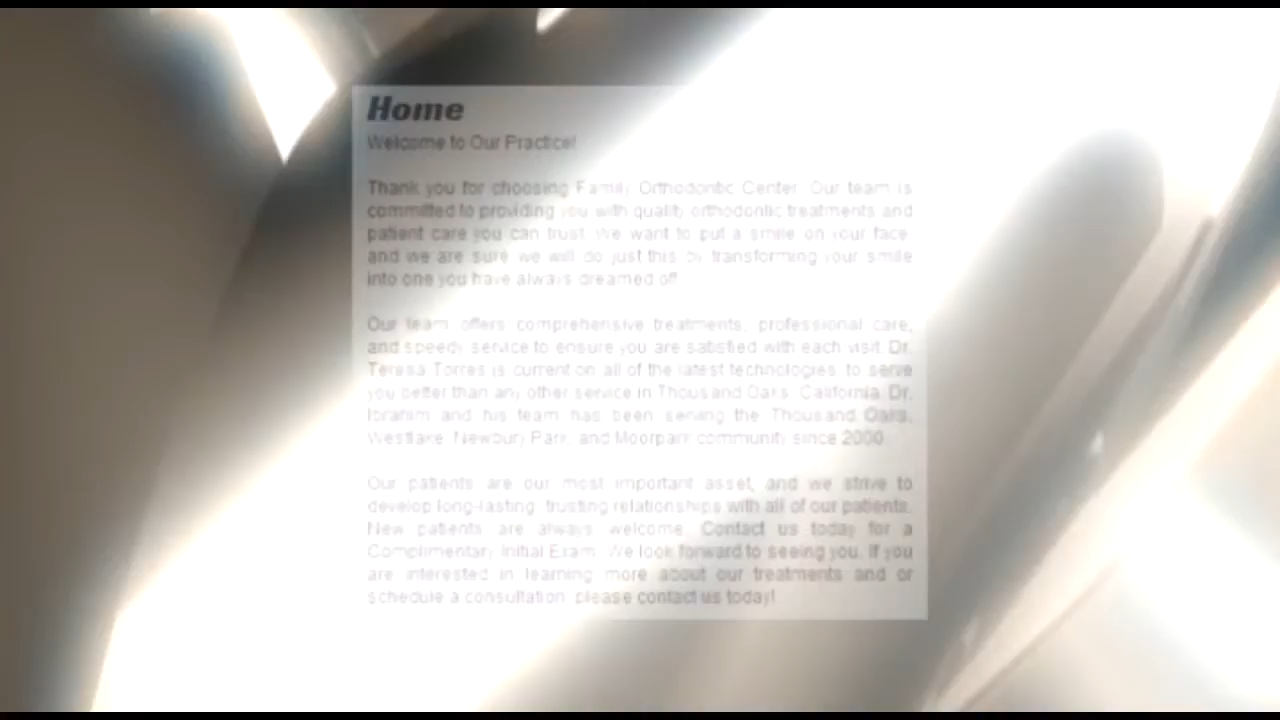 Home
Welcome to Our Practice!
Thank you for choosing Family Orthodontic Center. Our team is
committed to providing you with quality orthodontic treatments and
patient care you can trust. We want to put a smile on your face,
and we are sure we will do just this by transforming your smile
into one you have always dreamed of!
Our team offers comprehensive treatments, professional care,
and speedy service to ensure you are satisfied with each visit. Dr.
Teresa Torres is current on all of the latest technologies, to serve
you better than any other service in Thousand Oaks, California. Dr.
Ibrahim and his team has been serving the Thousand Oaks,
Westlake, Newbury Park, and Moorpark community since 2000.
Our patients are our most important asset, and we strive to
develop long-lasting, trusting relationships with all of our patients.
New patients are always welcome. Contact us today for a
Complimentary Initial Exam. We look forward to seeing you. If you
are interested in learning more about our treatments and or
schedule a consultation, please contact us today!